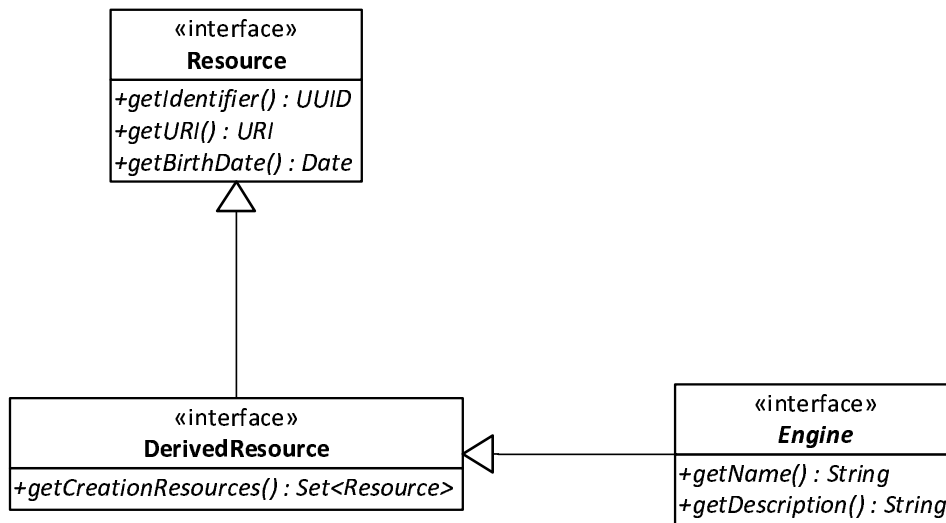 «interface»
Resource
+getIdentifier() : UUID
+getURI() : URI
+getBirthDate() : Date
«interface»
DerivedResource
+getCreationResources() : Set<Resource>
«interface»
Engine
+getName() : String
+getDescription() : String